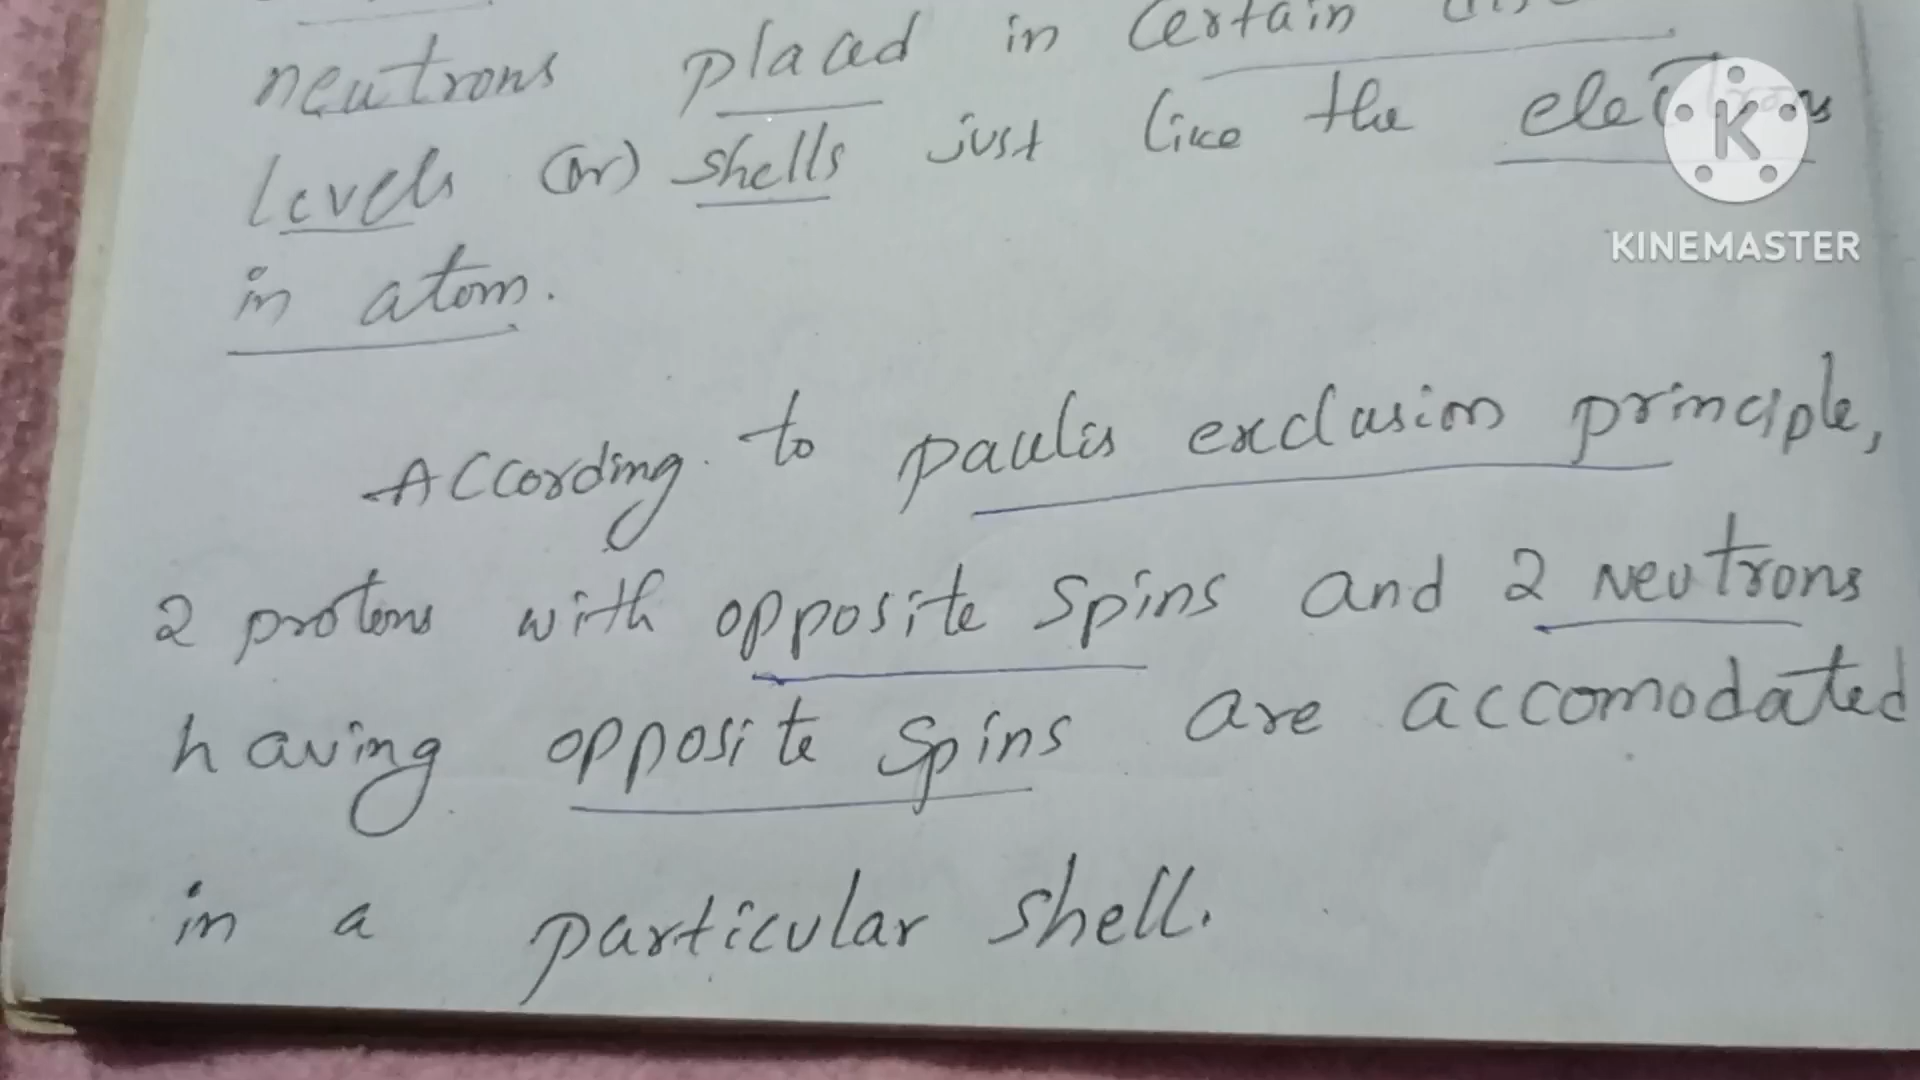 neutrons placed in certain
levels (or) shells just like the electrons
in atom.
According to paulis exclusion principle,
2 protons with opposite spins and 2 Neutrons
having opposite spins are accomodated
in a particular shell.
K
KINEMASTER